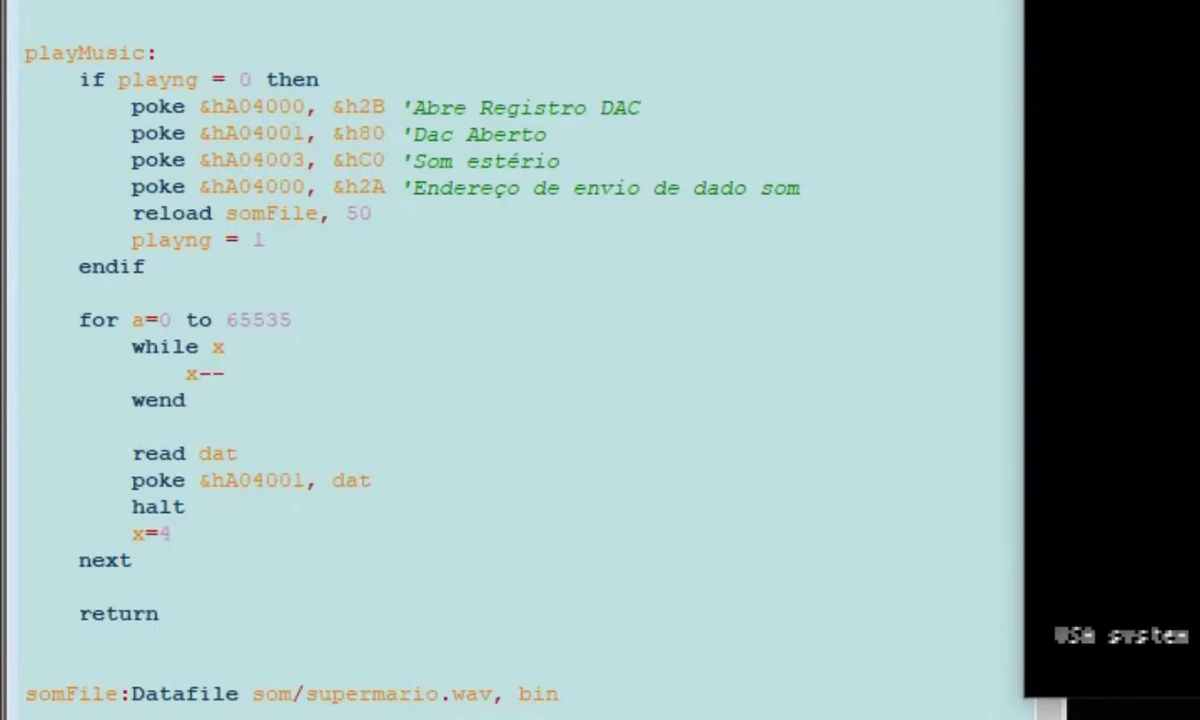 playMusic:
if playng = 0 then
poke &hA04000, &h2B 'Abre Registro DAC
poke &hA04001, &h80 'Dac Aberto
poke &hA04003, &hC0 'Som estério
poke &hA04000, &h2A 'Endereço de envio de dado som
reload somFile, 50
playng = 1
endif
for a=0 to 65535
while x
x--
wend
read dat
poke &hA04001, dat
halt
x=4
next
return
USA system
somFile:Datafile som/supermario.wav, bin